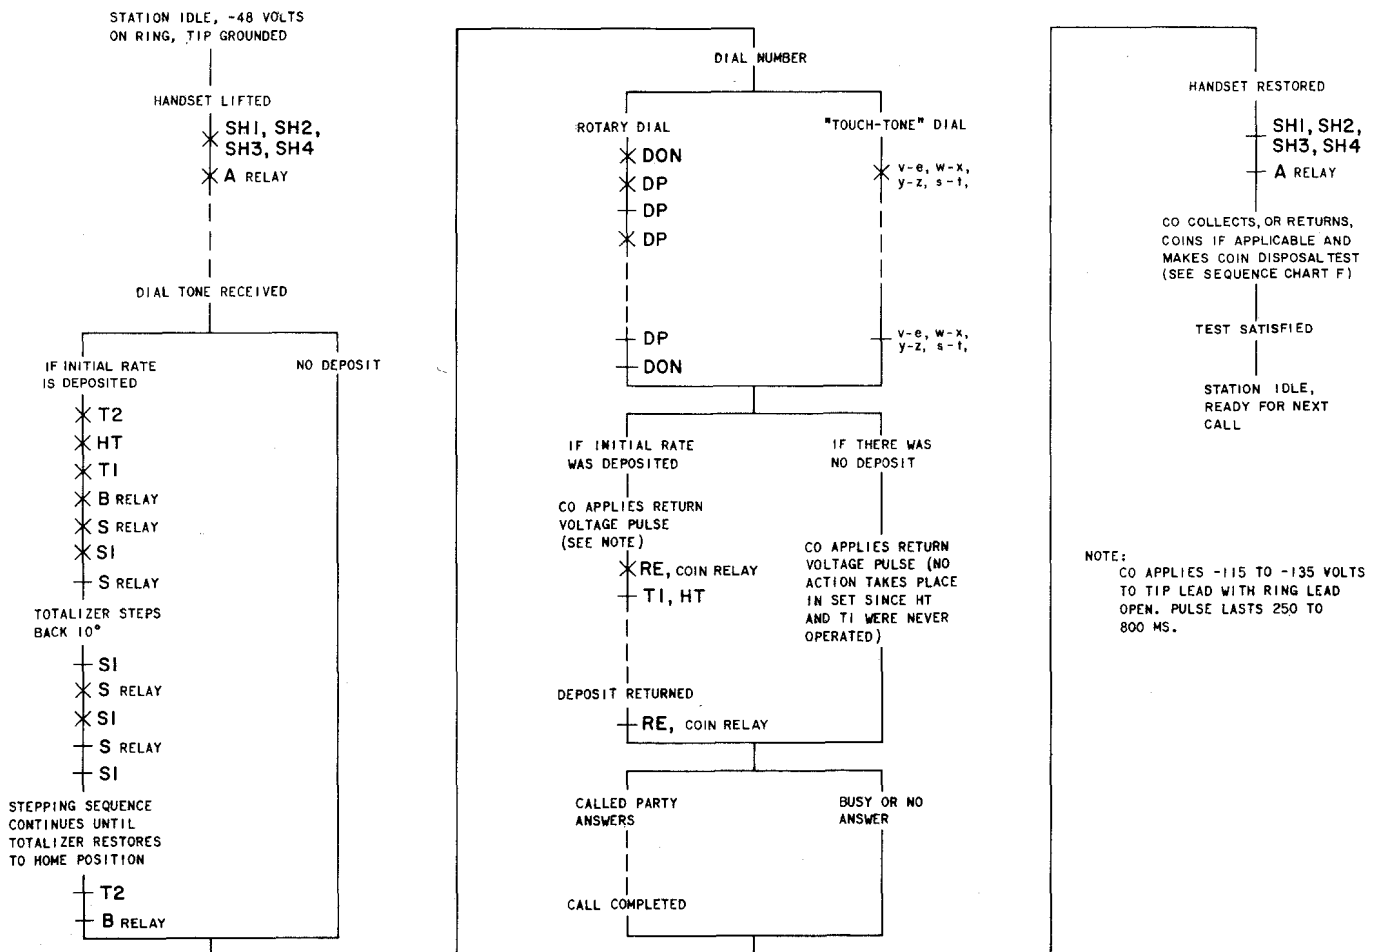 STATION IDLE, -48 VOLTS
ON RING, TIP GROUNDED
HANDSET LIFTED
SH1, SH2,
SH3, SH4
A RELAY
DIAL TONE RECEIVED
IF INITIAL RATE
IS DEPOSITED
NO DEPOSIT
T2
HT
T1
B RELAY
S RELAY
S1
S RELAY
TOTALIZER STEPS
BACK 10°
S1
S RELAY
S1
S RELAY
S1
STEPPING SEQUENCE
CONTINUES UNTIL
TOTALIZER RESTORES
TO HOME POSITION
T2
B RELAY
DIAL NUMBER
ROTARY DIAL
DON
DP
DP
DP
DP
DON
"TOUCH-TONE" DIAL
v-e, w-x,
y-z, s-t,
v-e, w-x,
y-z, s-t,
IF INITIAL RATE
WAS DEPOSITED
CO APPLIES RETURN
VOLTAGE PULSE
(SEE NOTE)
RE, COIN RELAY
T1, HT
DEPOSIT RETURNED
RE, COIN RELAY
IF THERE WAS
NO DEPOSIT
CO APPLIES RETURN
VOLTAGE PULSE (NO
ACTION TAKES PLACE
IN SET SINCE HT
AND T1 WERE NEVER
OPERATED)
CALLED PARTY
ANSWERS
CALL COMPLETED
BUSY OR NO
ANSWER
HANDSET RESTORED
SH1, SH2,
SH3, SH4
A RELAY
CO COLLECTS, OR RETURNS,
COINS IF APPLICABLE AND
MAKES COIN DISPOSAL TEST
(SEE SEQUENCE CHART F)
TEST SATISFIED
STATION IDLE,
READY FOR NEXT
CALL
NOTE:
CO APPLIES -115 TO -135 VOLTS
TO TIP LEAD WITH RING LEAD
OPEN. PULSE LASTS 250 TO
800 MS.